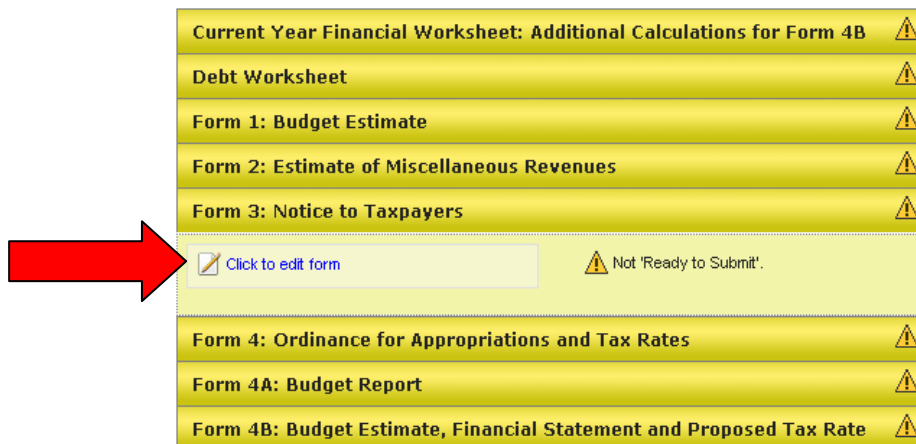 Current Year Financial Worksheet: Additional Calculations for Form 4B
Debt Worksheet
Form 1: Budget Estimate
Form 2: Estimate of Miscellaneous Revenues
Form 3: Notice to Taxpayers
Click to edit form
Not 'Ready to Submit'.
Form 4: Ordinance for Appropriations and Tax Rates
Form 4A: Budget Report
Form 4B: Budget Estimate, Financial Statement and Proposed Tax Rate